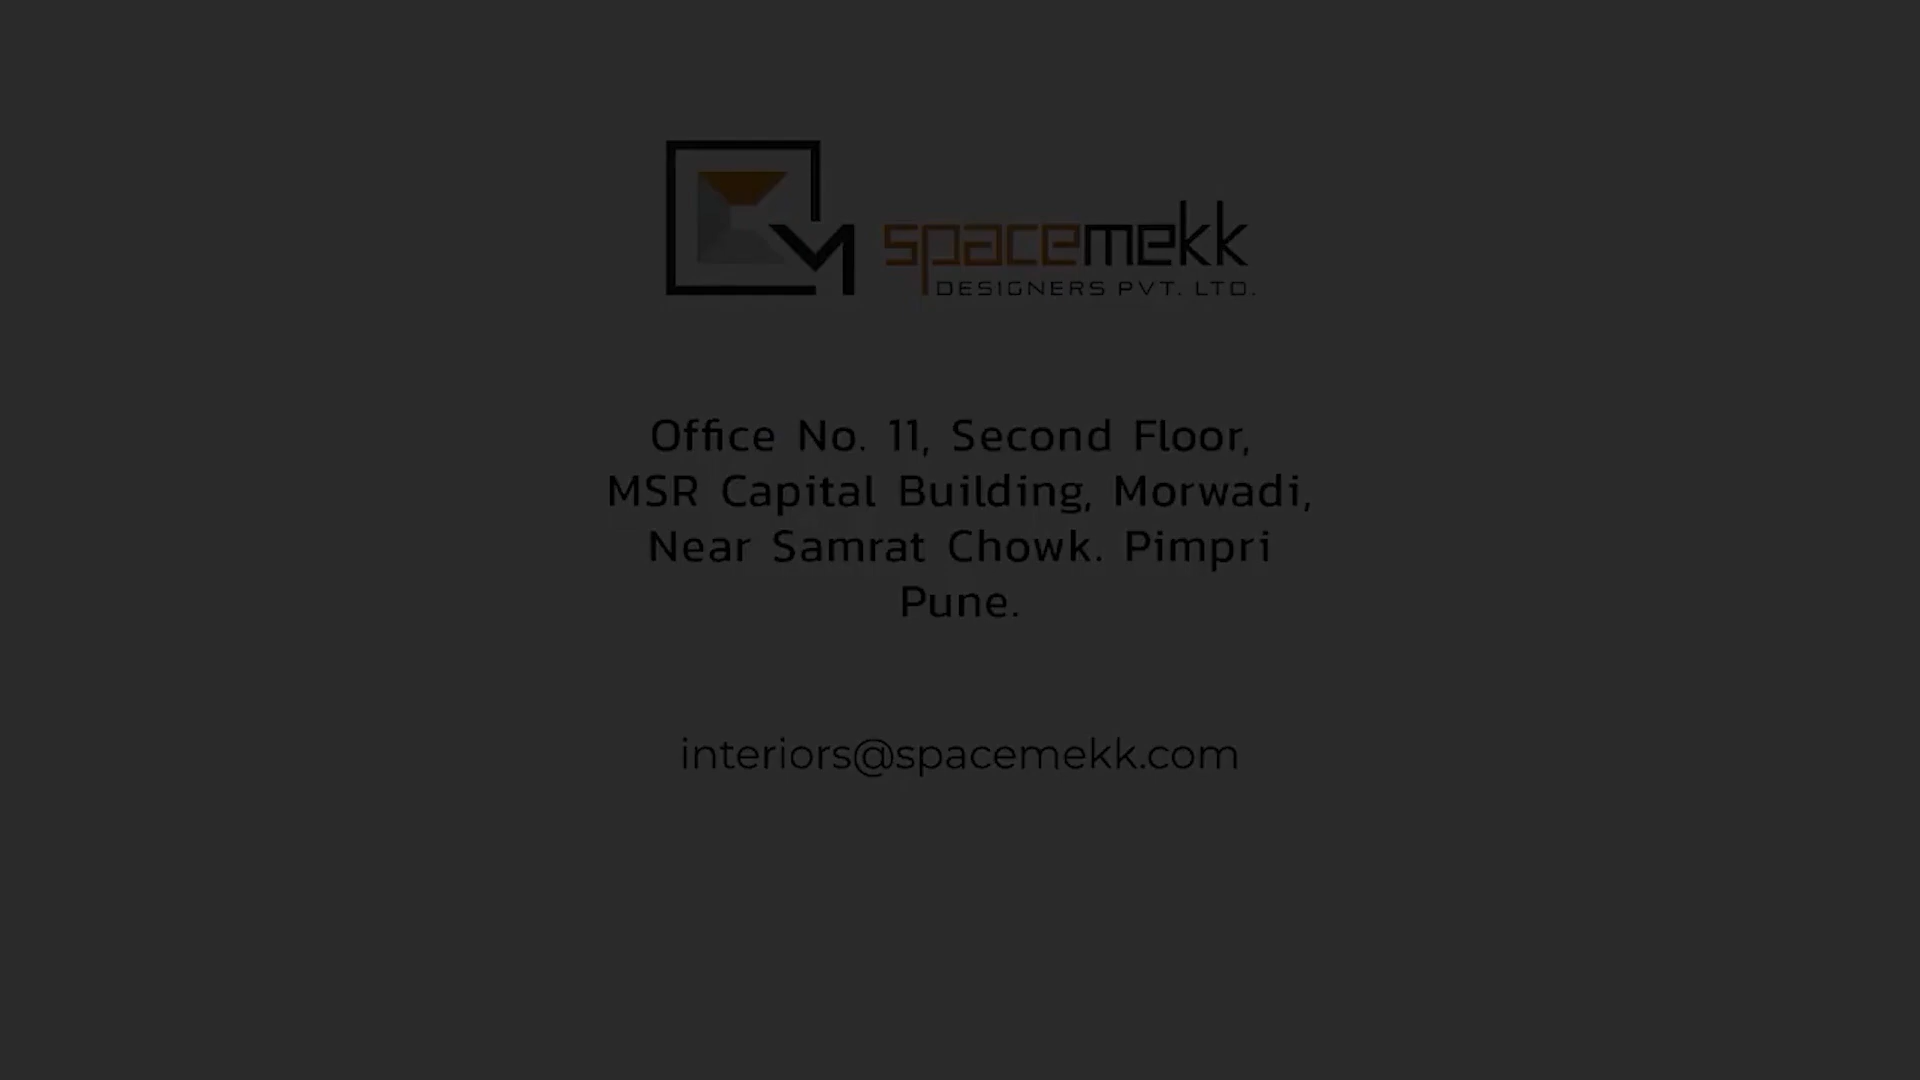 spacemekk
DESIGNERS PVT. LTD.
Office No. 11, Second Floor,
MSR Capital Building, Morwadi,
Near Samrat Chowk. Pimpri
Pune.
interiors@spacemekk.com